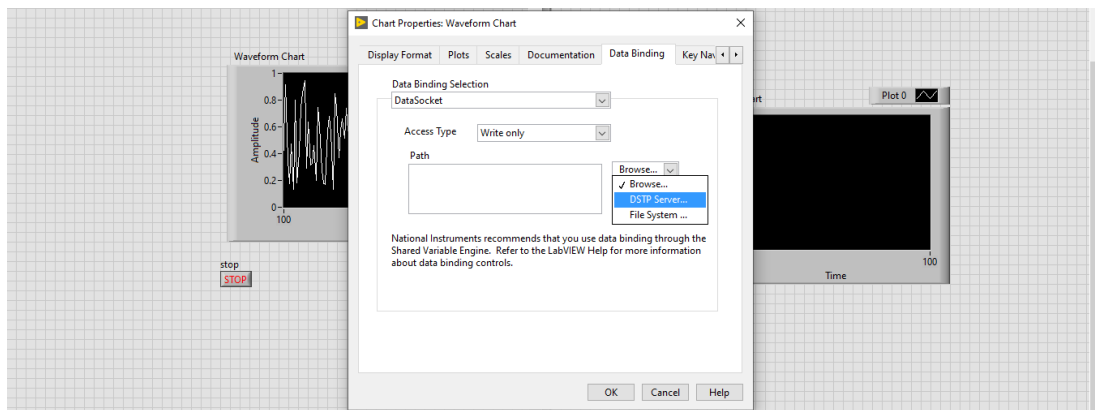 Chart Properties: Waveform Chart
Display Format Plots Scales Documentation Data Binding Key Nav
Data Binding Selection
DataSocket
Access Type Write only
Path
Browse...
✓ Browse...
DSTP Server...
File System ...
National Instruments recommends that you use data binding through the
Shared Variable Engine. Refer to the LabVIEW Help for more information
about data binding controls.
OK Cancel Help
Waveform Chart
1
0.8
0.6
0.4
0.2
0
Amplitude
100
stop
STOP
art
Plot 0
100
Time